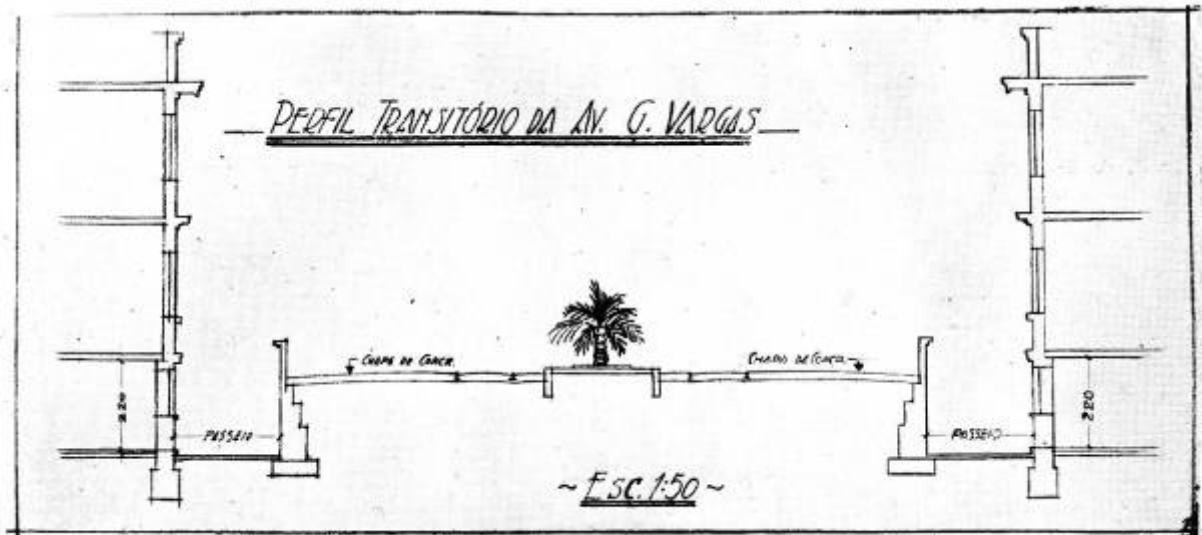 PERFIL TRANSITÓRIO DA AV. G. VARGAS
CHAPA DE CONCR.
CHAPA DE CONCR.
220
PASSEIO
PASSEIO
220
~ ESC. 1:50 ~